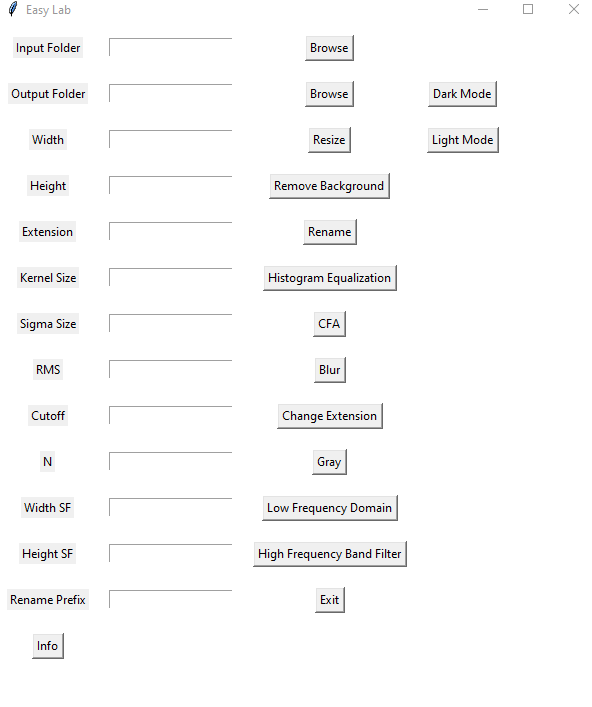 Easy Lab
Input Folder Browse
Output Folder Browse Dark Mode
Width Resize Light Mode
Height Remove Background
Extension Rename
Kernel Size Histogram Equalization
Sigma Size CFA
RMS Blur
Cutoff Change Extension
N Gray
Width SF Low Frequency Domain
Height SF High Frequency Band Filter
Rename Prefix Exit
Info